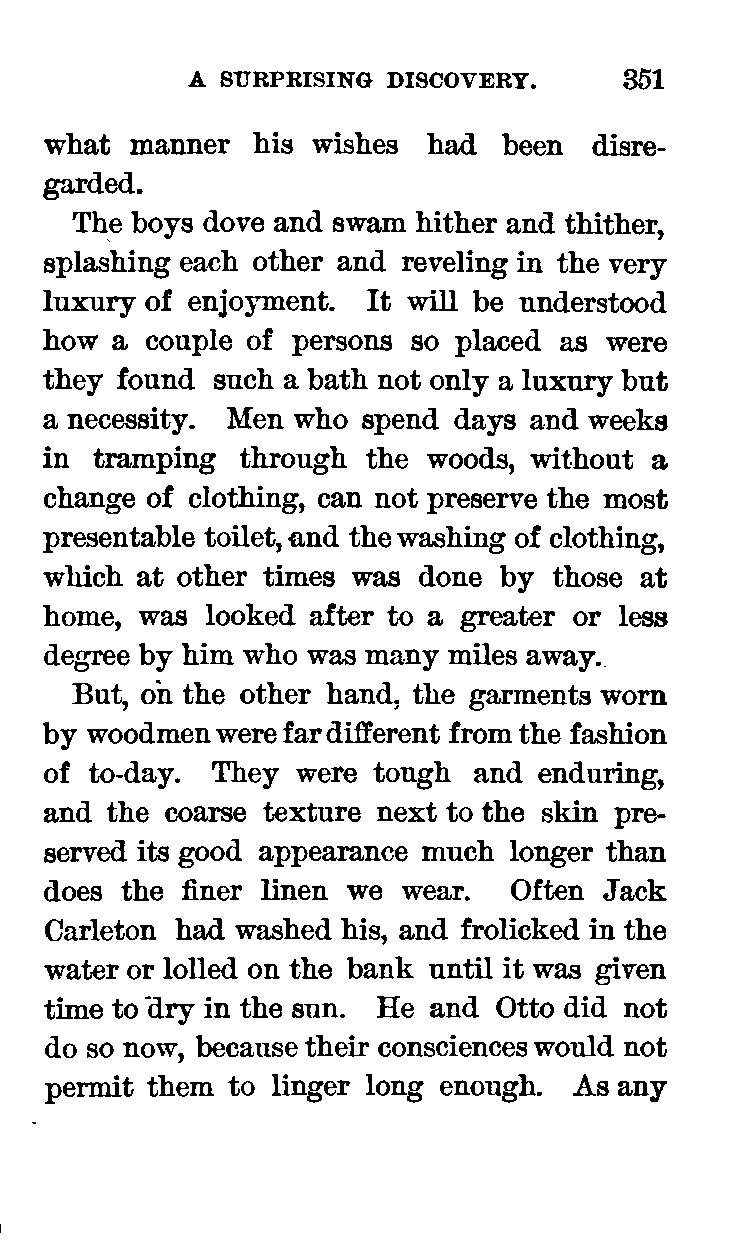 A SURPRISING DISCOVERY. 351
what manner his wishes had been disre-
garded.
The boys dove and swam hither and thither,
splashing each other and reveling in the very
luxury of enjoyment. It will be understood
how a couple of persons so placed as were
they found such a bath not only a luxury but
a necessity. Men who spend days and weeks
in tramping through the woods, without a
change of clothing, can not preserve the most
presentable toilet, and the washing of clothing,
which at other times was done by those at
home, was looked after to a greater or less
degree by him who was many miles away.
But, on the other hand, the garments worn
by woodmen were far different from the fashion
of to-day. They were tough and enduring,
and the coarse texture next to the skin pre-
served its good appearance much longer than
does the finer linen we wear. Often Jack
Carleton had washed his, and frolicked in the
water or lolled on the bank until it was given
time to dry in the sun. He and Otto did not
do so now, because their consciences would not
permit them to linger long enough. As any